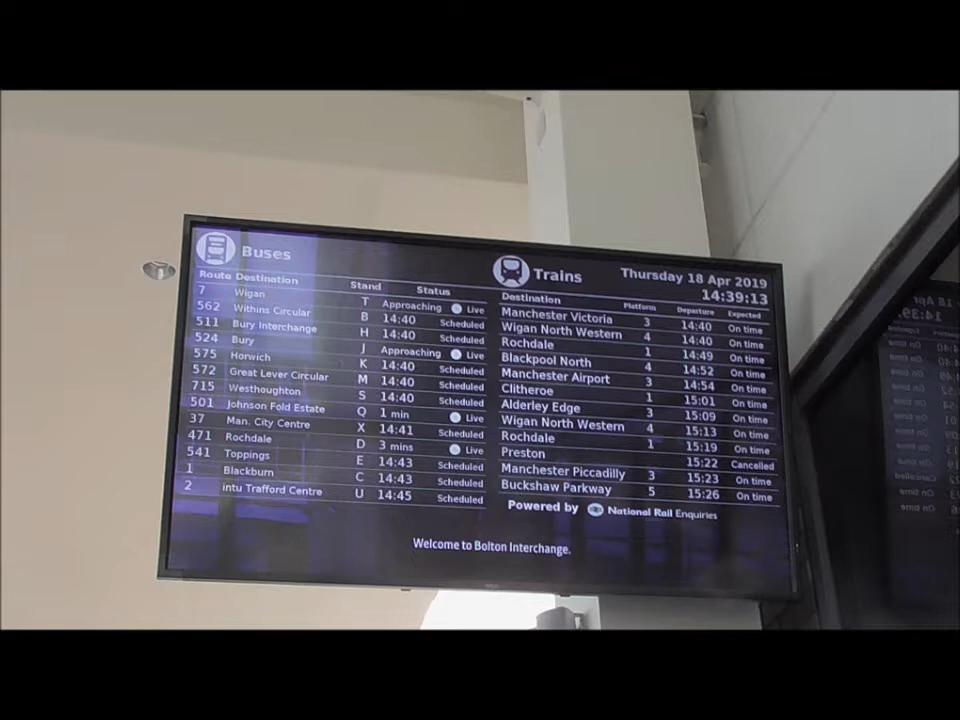 Buses
Route Destination Stand Status
7 Wigan T Approaching Live
562 Withins Circular B 14:40 Scheduled
511 Bury Interchange H 14:40 Scheduled
524 Bury J Approaching Live
575 Horwich K 14:40 Scheduled
572 Great Lever Circular M 14:40 Scheduled
715 Westhoughton S 14:40 Scheduled
501 Johnson Fold Estate Q 1 min Live
37 Man. City Centre X 14:41 Scheduled
471 Rochdale D 3 mins Live
541 Toppings E 14:43 Scheduled
1 Blackburn C 14:43 Scheduled
2 intu Trafford Centre U 14:45 Scheduled
Trains
Thursday 18 Apr 2019
14:39:13
Destination Platform Departure Expected
Manchester Victoria 3 14:40 On time
Wigan North Western 4 14:40 On time
Rochdale 1 14:49 On time
Blackpool North 4 14:52 On time
Manchester Airport 3 14:54 On time
Clitheroe 1 15:01 On time
Alderley Edge 3 15:09 On time
Wigan North Western 4 15:13 On time
Rochdale 1 15:19 On time
Preston 15:22 Cancelled
Manchester Piccadilly 3 15:23 On time
Buckshaw Parkway 5 15:26 On time
Powered by National Rail Enquiries
Welcome to Bolton Interchange.